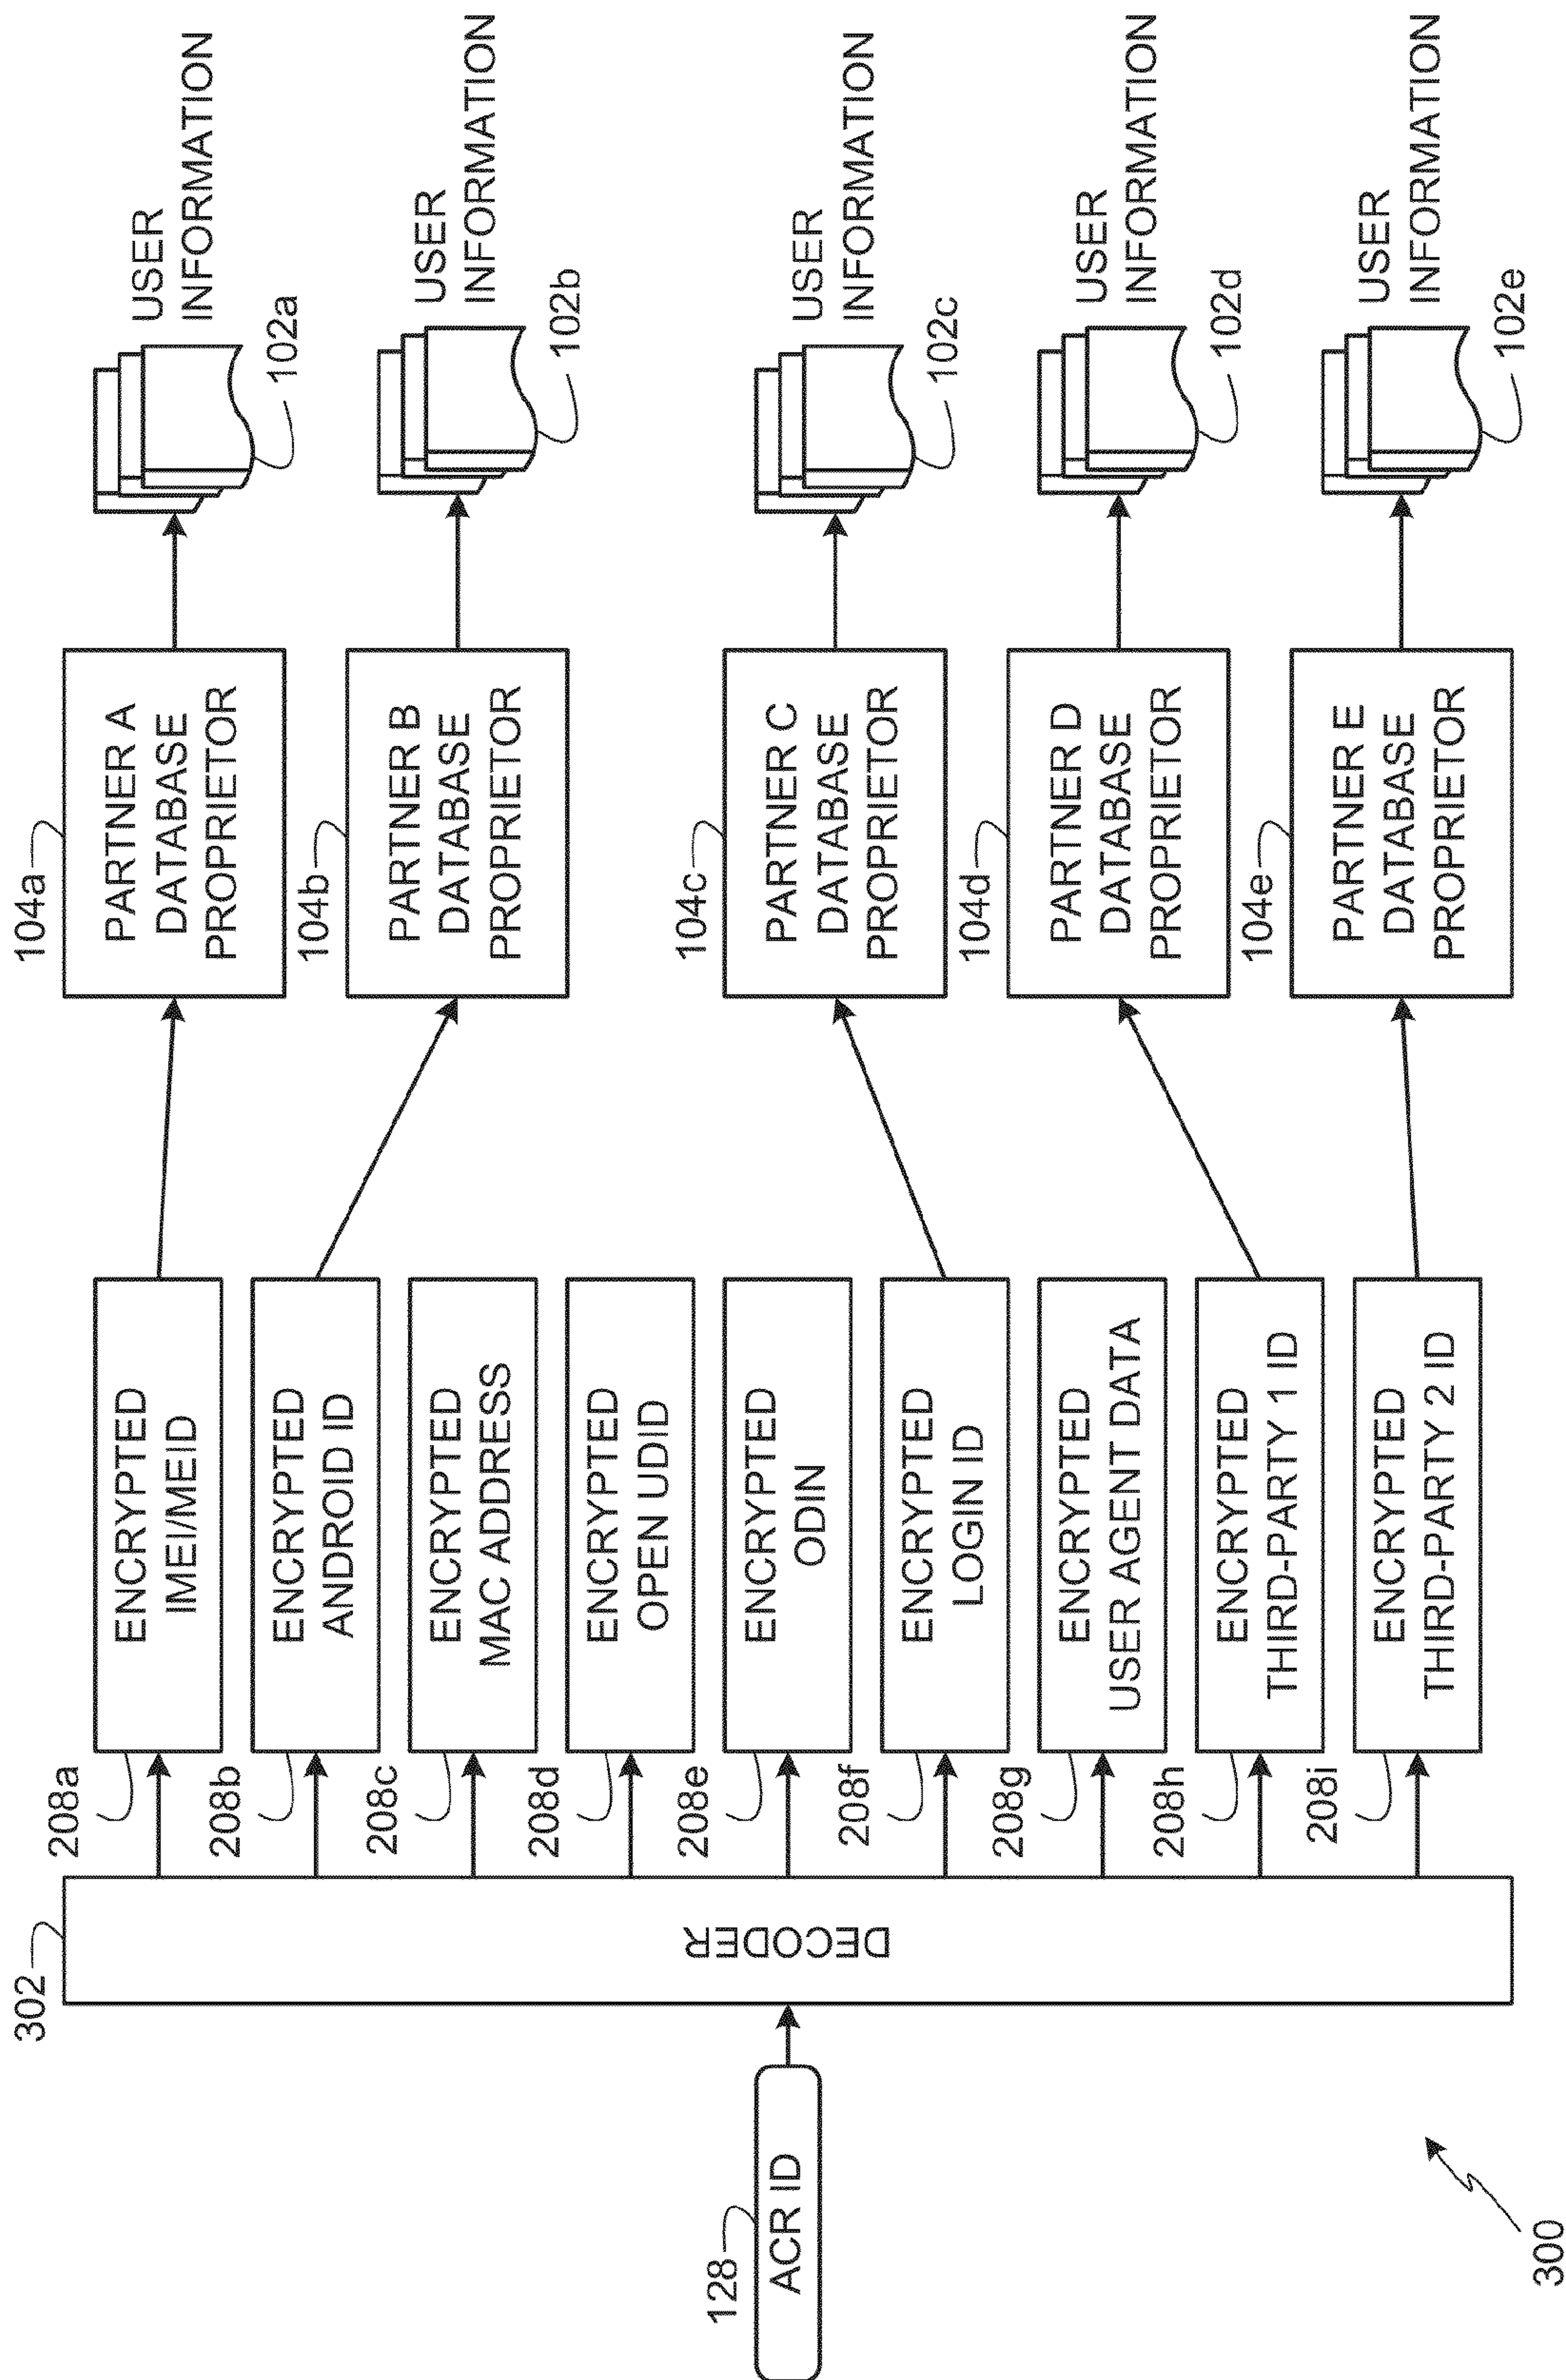 300
128
ACR ID
302
DECODER
208a
ENCRYPTED
IMEI/MEID
208b
ENCRYPTED
ANDROID ID
208c
ENCRYPTED
MAC ADDRESS
208d
ENCRYPTED
OPEN UDID
208e
ENCRYPTED
ODIN
208f
ENCRYPTED
LOGIN ID
208g
ENCRYPTED
USER AGENT DATA
208h
ENCRYPTED
THIRD-PARTY 1 ID
208i
ENCRYPTED
THIRD-PARTY 2 ID
104a
PARTNER A
DATABASE
PROPRIETOR
104b
PARTNER B
DATABASE
PROPRIETOR
104c
PARTNER C
DATABASE
PROPRIETOR
104d
PARTNER D
DATABASE
PROPRIETOR
104e
PARTNER E
DATABASE
PROPRIETOR
USER
INFORMATION
102a
USER
INFORMATION
102b
USER
INFORMATION
102c
USER
INFORMATION
102d
USER
INFORMATION
102e